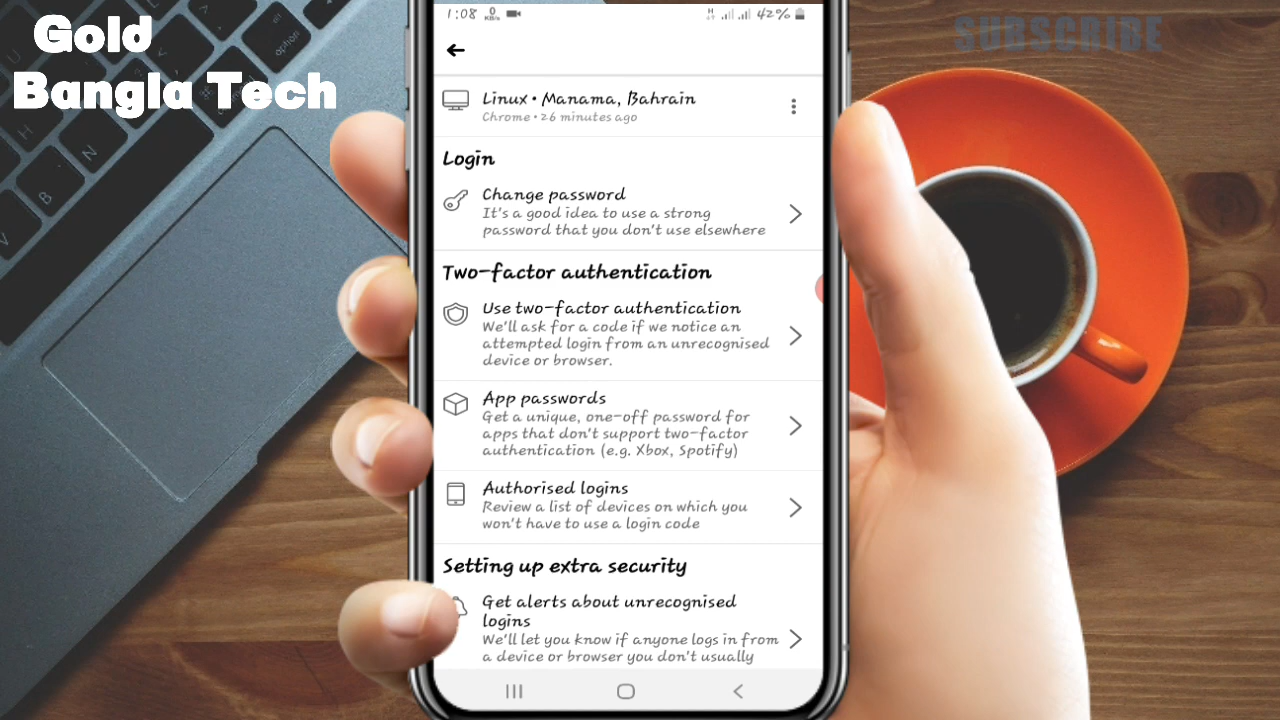 Gold
Bangla Tech
SUBSCRIBE
1:08 0 KB/s 42%
Linux • Manama, Bahrain
Chrome • 26 minutes ago
Login
Change password
It's a good idea to use a strong
password that you don't use elsewhere
Two-factor authentication
Use two-factor authentication
We'll ask for a code if we notice an
attempted login from an unrecognised
device or browser.
App passwords
Get a unique, one-off password for
apps that don't support two-factor
authentication (e.g. Xbox, Spotify)
Authorised logins
Review a list of devices on which you
won't have to use a login code
Setting up extra security
Get alerts about unrecognised
logins
We'll let you know if anyone logs in from
a device or browser you don't usually